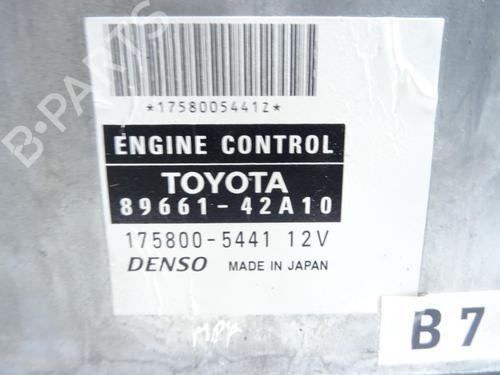 B-PARTS
*1758005441Z*
ENGINE CONTROL
TOYOTA
89661-42A10
175800-5441 12V
DENSO MADE IN JAPAN
B7